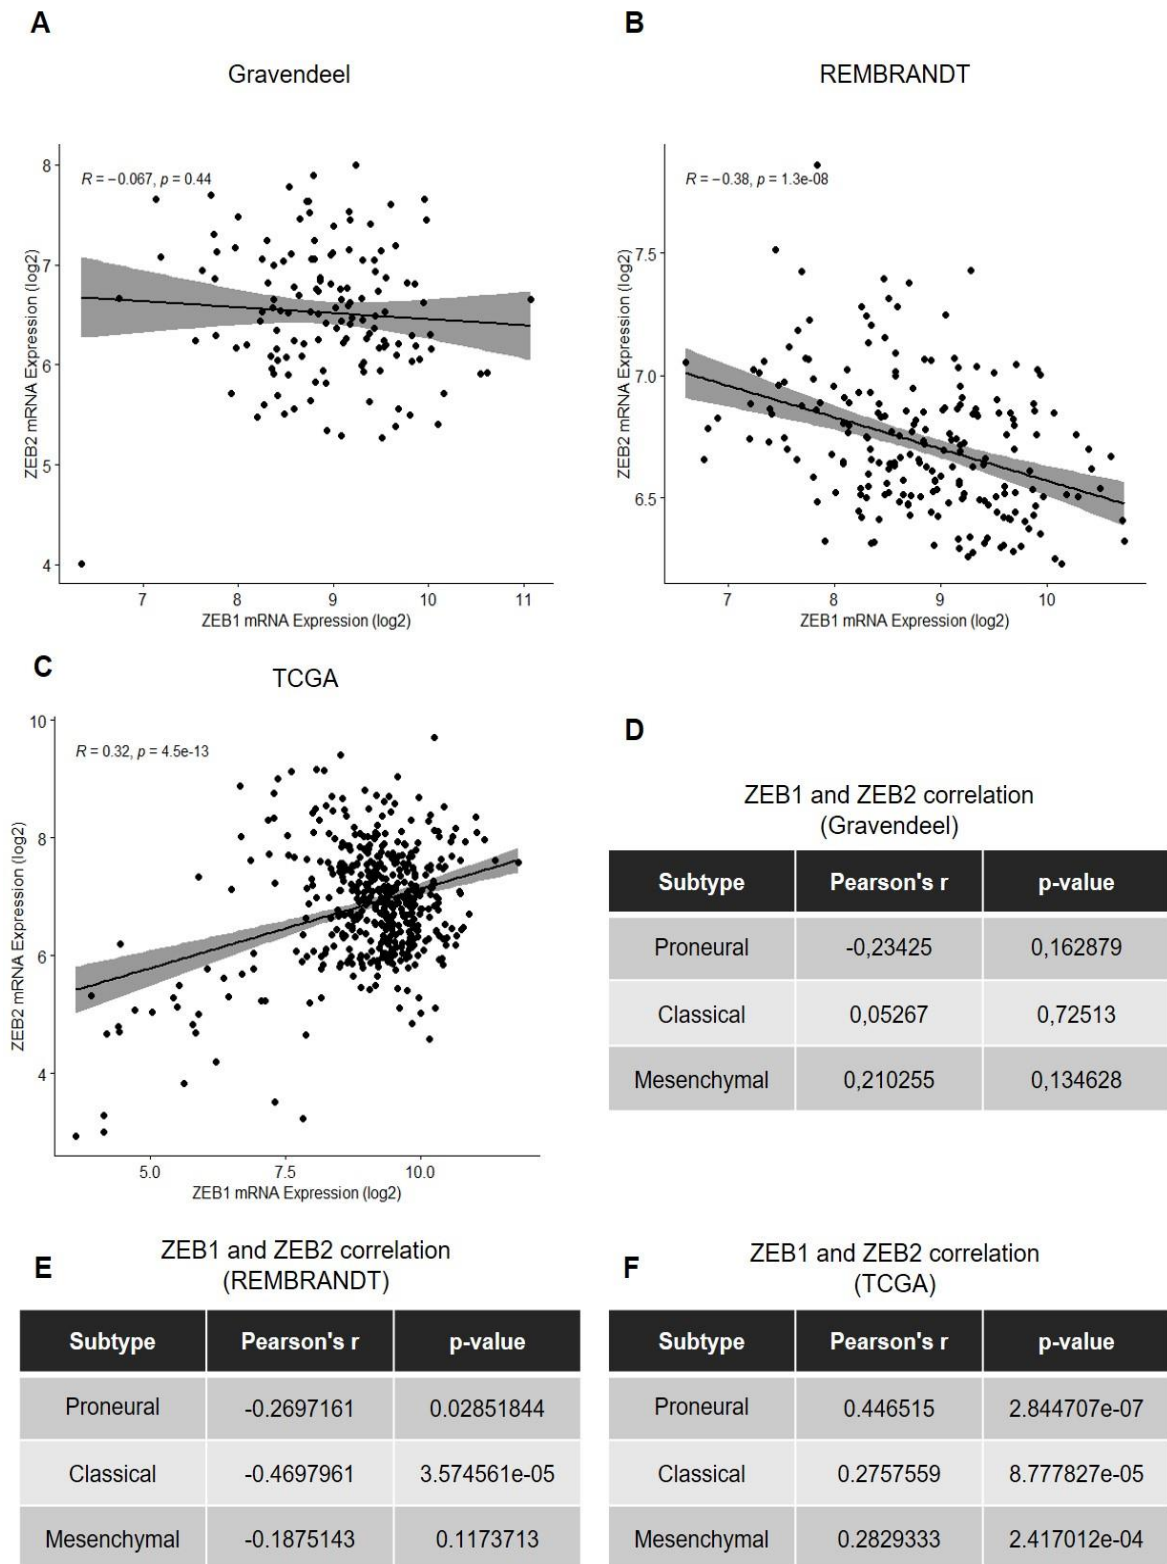 A
Gravendeel
ZEB2 mRNA Expression (log2)
8
7
6
5
4
R = −0.067, p = 0.44
7 8 9 10 11
ZEB1 mRNA Expression (log2)
B
REMBRANDT
ZEB2 mRNA Expression (log2)
7.5
7.0
6.5
R = −0.38, p = 1.3e-08
7 8 9 10
ZEB1 mRNA Expression (log2)
C
TCGA
ZEB2 mRNA Expression (log2)
10
8
6
4
R = 0.32, p = 4.5e-13
5.0 7.5 10.0
ZEB1 mRNA Expression (log2)
D
ZEB1 and ZEB2 correlation
(Gravendeel)
Subtype Pearson's r p-value
Proneural -0,23425 0,162879
Classical 0,05267 0,72513
Mesenchymal 0,210255 0,134628
E
ZEB1 and ZEB2 correlation
(REMBRANDT)
Subtype Pearson's r p-value
Proneural -0.2697161 0.02851844
Classical -0.4697961 3.574561e-05
Mesenchymal -0.1875143 0.1173713
F
ZEB1 and ZEB2 correlation
(TCGA)
Subtype Pearson's r p-value
Proneural 0.446515 2.844707e-07
Classical 0.2757559 8.777827e-05
Mesenchymal 0.2829333 2.417012e-04